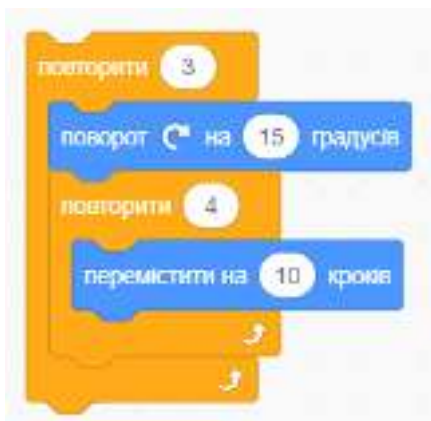 повторити 3
поворот на 15 градусів
повторити 4
перемістити на 10 кроків